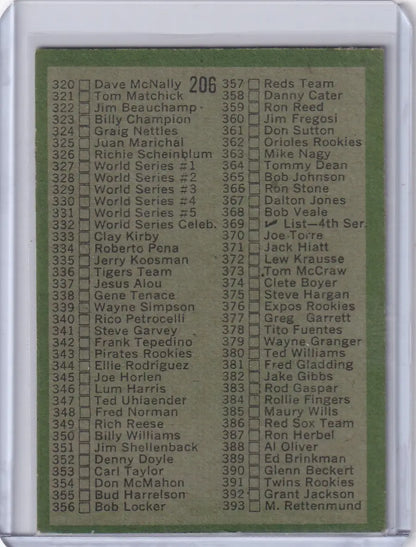 206
320 Dave McNally
321 Tom Matchick
322 Jim Beauchamp
323 Billy Champion
324 Graig Nettles
325 Juan Marichal
326 Richie Scheinblum
327 World Series #1
328 World Series #2
329 World Series #3
330 World Series #4
331 World Series #5
332 World Series Celeb.
333 Clay Kirby
334 Roberto Pena
335 Jerry Koosman
336 Tigers Team
337 Jesus Alou
338 Gene Tenace
339 Wayne Simpson
340 Rico Petrocelli
341 Steve Garvey
342 Frank Tepedino
343 Pirates Rookies
344 Ellie Rodriguez
345 Joe Horlen
346 Lum Harris
347 Ted Uhlaender
348 Fred Norman
349 Rich Reese
350 Billy Williams
351 Jim Shellenback
352 Denny Doyle
353 Carl Taylor
354 Don McMahon
355 Bud Harrelson
356 Bob Locker
357 Reds Team
358 Danny Cater
359 Ron Reed
360 Jim Fregosi
361 Don Sutton
362 Orioles Rookies
363 Mike Nagy
364 Tommy Dean
365 Bob Johnson
366 Ron Stone
367 Dalton Jones
368 Bob Veale
369 List—4th Ser.
370 Joe Torre
371 Jack Hiatt
372 Lew Krausse
373 Tom McCraw
374 Clete Boyer
375 Steve Hargan
376 Expos Rookies
377 Greg Garrett
378 Tito Fuentes
379 Wayne Granger
380 Ted Williams
381 Fred Gladding
382 Jake Gibbs
383 Rod Gaspar
384 Rollie Fingers
385 Maury Wills
386 Red Sox Team
387 Ron Herbel
388 Al Oliver
389 Ed Brinkman
390 Glenn Beckert
391 Twins Rookies
392 Grant Jackson
393 M. Rettenmund